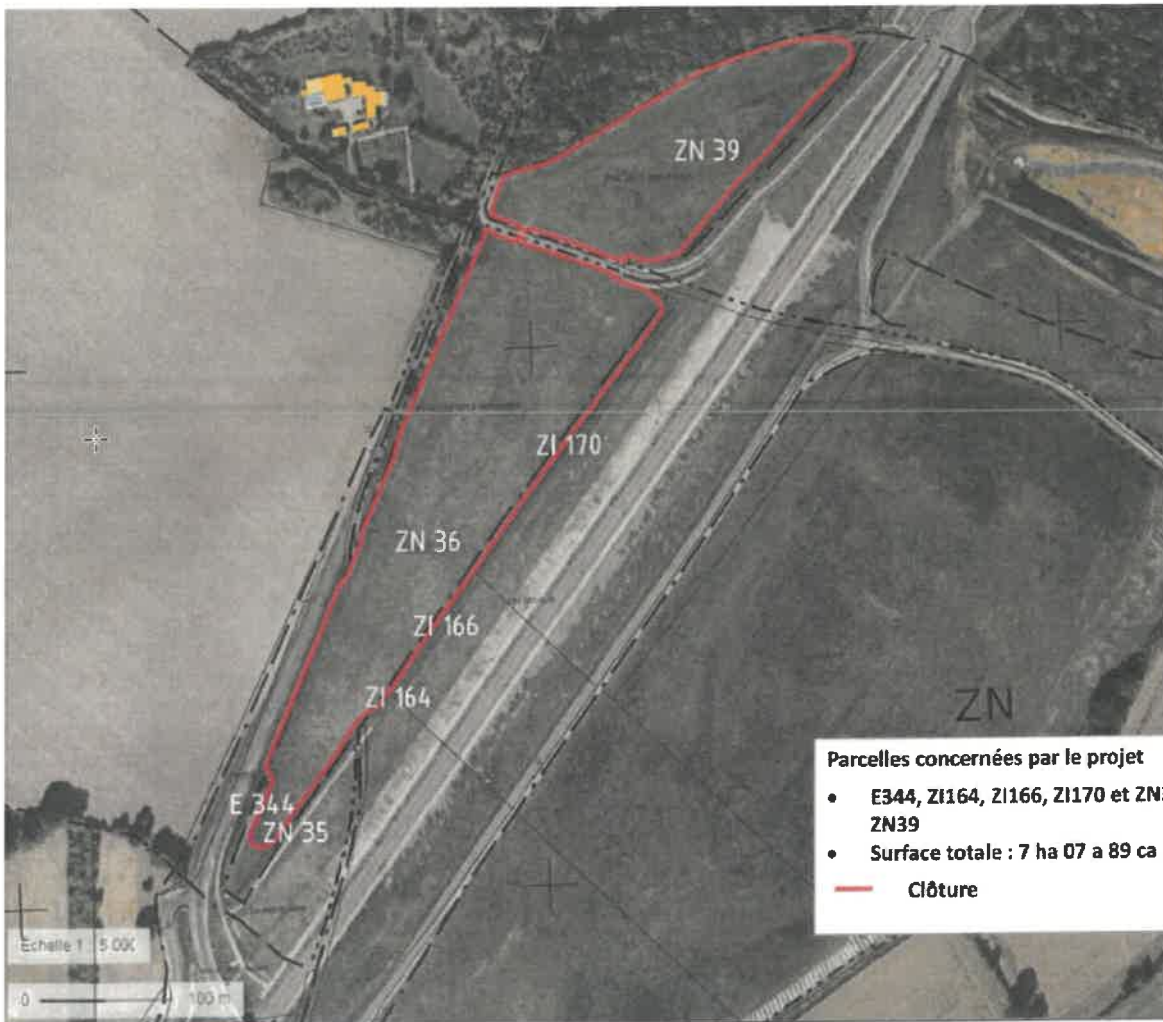 ZN 39
ZI 170
ZN 36
ZI 166
ZI 164
E 344
ZN 35
ZN
Parcelles concernées par le projet
• E344, ZI164, ZI166, ZI170 et ZN
ZN39
• Surface totale : 7 ha 07 a 89 ca
Clôture
Echelle 1 : 5 000
0 100 m